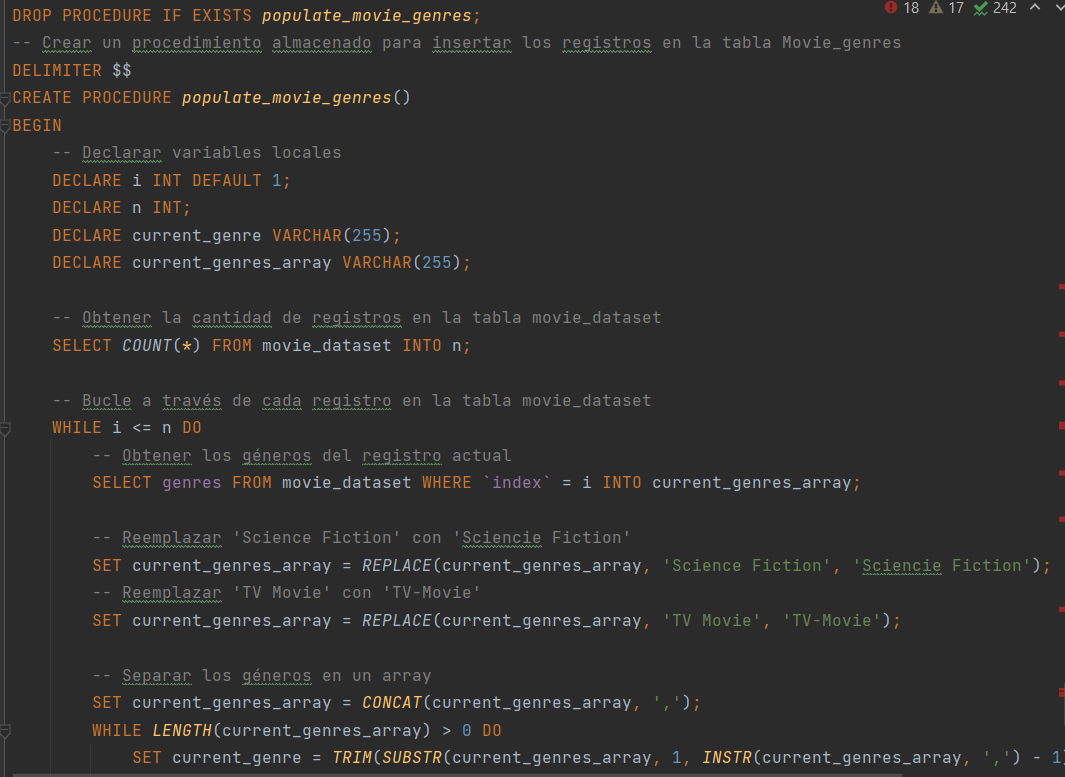 DROP PROCEDURE IF EXISTS populate_movie_genres;
18 17 242
-- Crear un procedimiento almacenado para insertar los registros en la tabla Movie_genres
DELIMITER $$
CREATE PROCEDURE populate_movie_genres()
BEGIN
    -- Declarar variables locales
    DECLARE i INT DEFAULT 1;
    DECLARE n INT;
    DECLARE current_genre VARCHAR(255);
    DECLARE current_genres_array VARCHAR(255);
    -- Obtener la cantidad de registros en la tabla movie_dataset
    SELECT COUNT(*) FROM movie_dataset INTO n;
    -- Bucle a través de cada registro en la tabla movie_dataset
    WHILE i <= n DO
        -- Obtener los géneros del registro actual
        SELECT genres FROM movie_dataset WHERE `index` = i INTO current_genres_array;
        -- Reemplazar 'Science Fiction' con 'Sciencie Fiction'
        SET current_genres_array = REPLACE(current_genres_array, 'Science Fiction', 'Sciencie Fiction');
        -- Reemplazar 'TV Movie' con 'TV-Movie'
        SET current_genres_array = REPLACE(current_genres_array, 'TV Movie', 'TV-Movie');
        -- Separar los géneros en un array
        SET current_genres_array = CONCAT(current_genres_array, ',');
        WHILE LENGTH(current_genres_array) > 0 DO
            SET current_genre = TRIM(SUBSTR(current_genres_array, 1, INSTR(current_genres_array, ',') - 1)